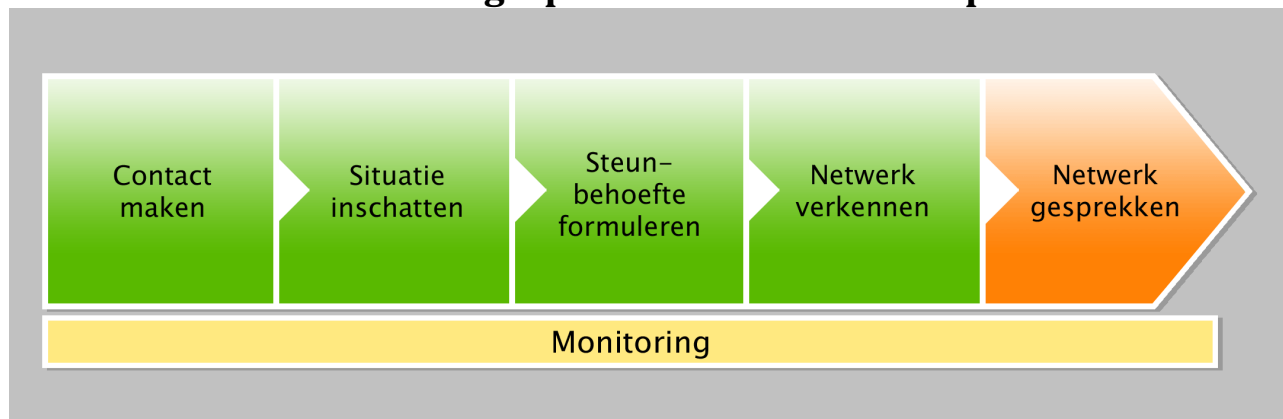 Contact
maken
Situatie
inschatten
Steun-
behoefte
formuleren
Netwerk
verkennen
Netwerk
gesprekken
Monitoring